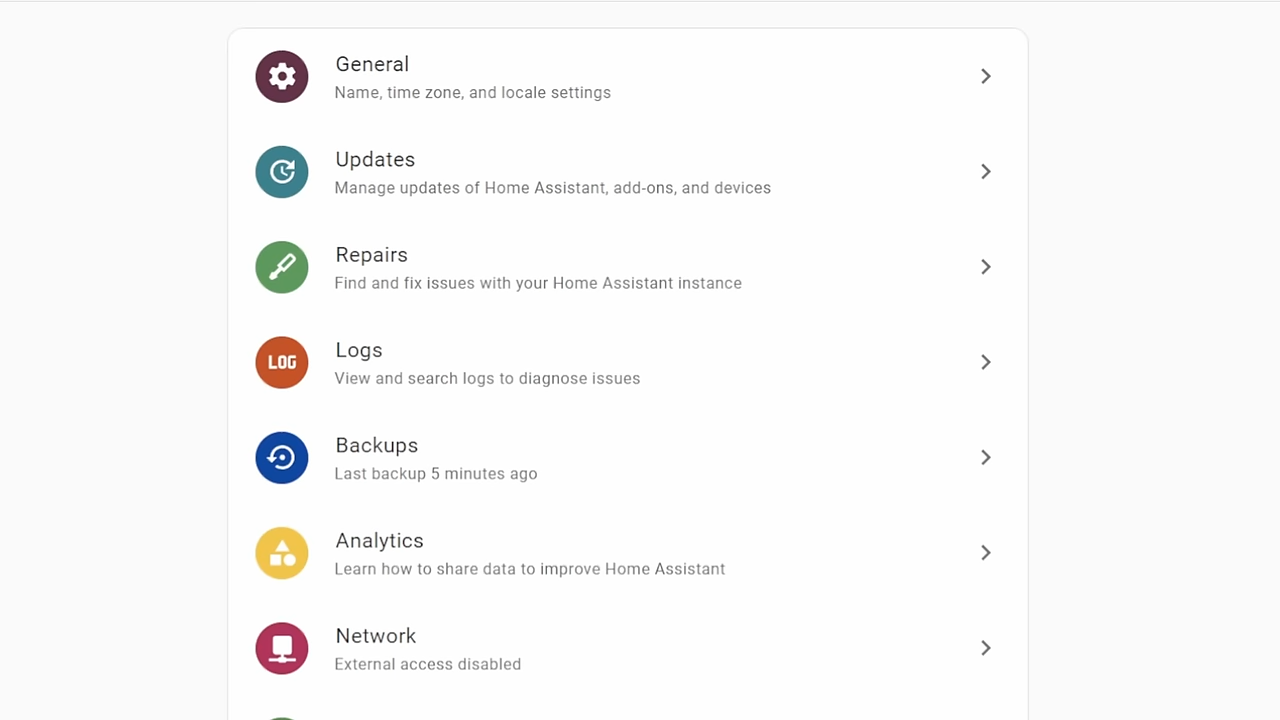 General
Name, time zone, and locale settings
Updates
Manage updates of Home Assistant, add-ons, and devices
Repairs
Find and fix issues with your Home Assistant instance
LOG
Logs
View and search logs to diagnose issues
Backups
Last backup 5 minutes ago
Analytics
Learn how to share data to improve Home Assistant
Network
External access disabled